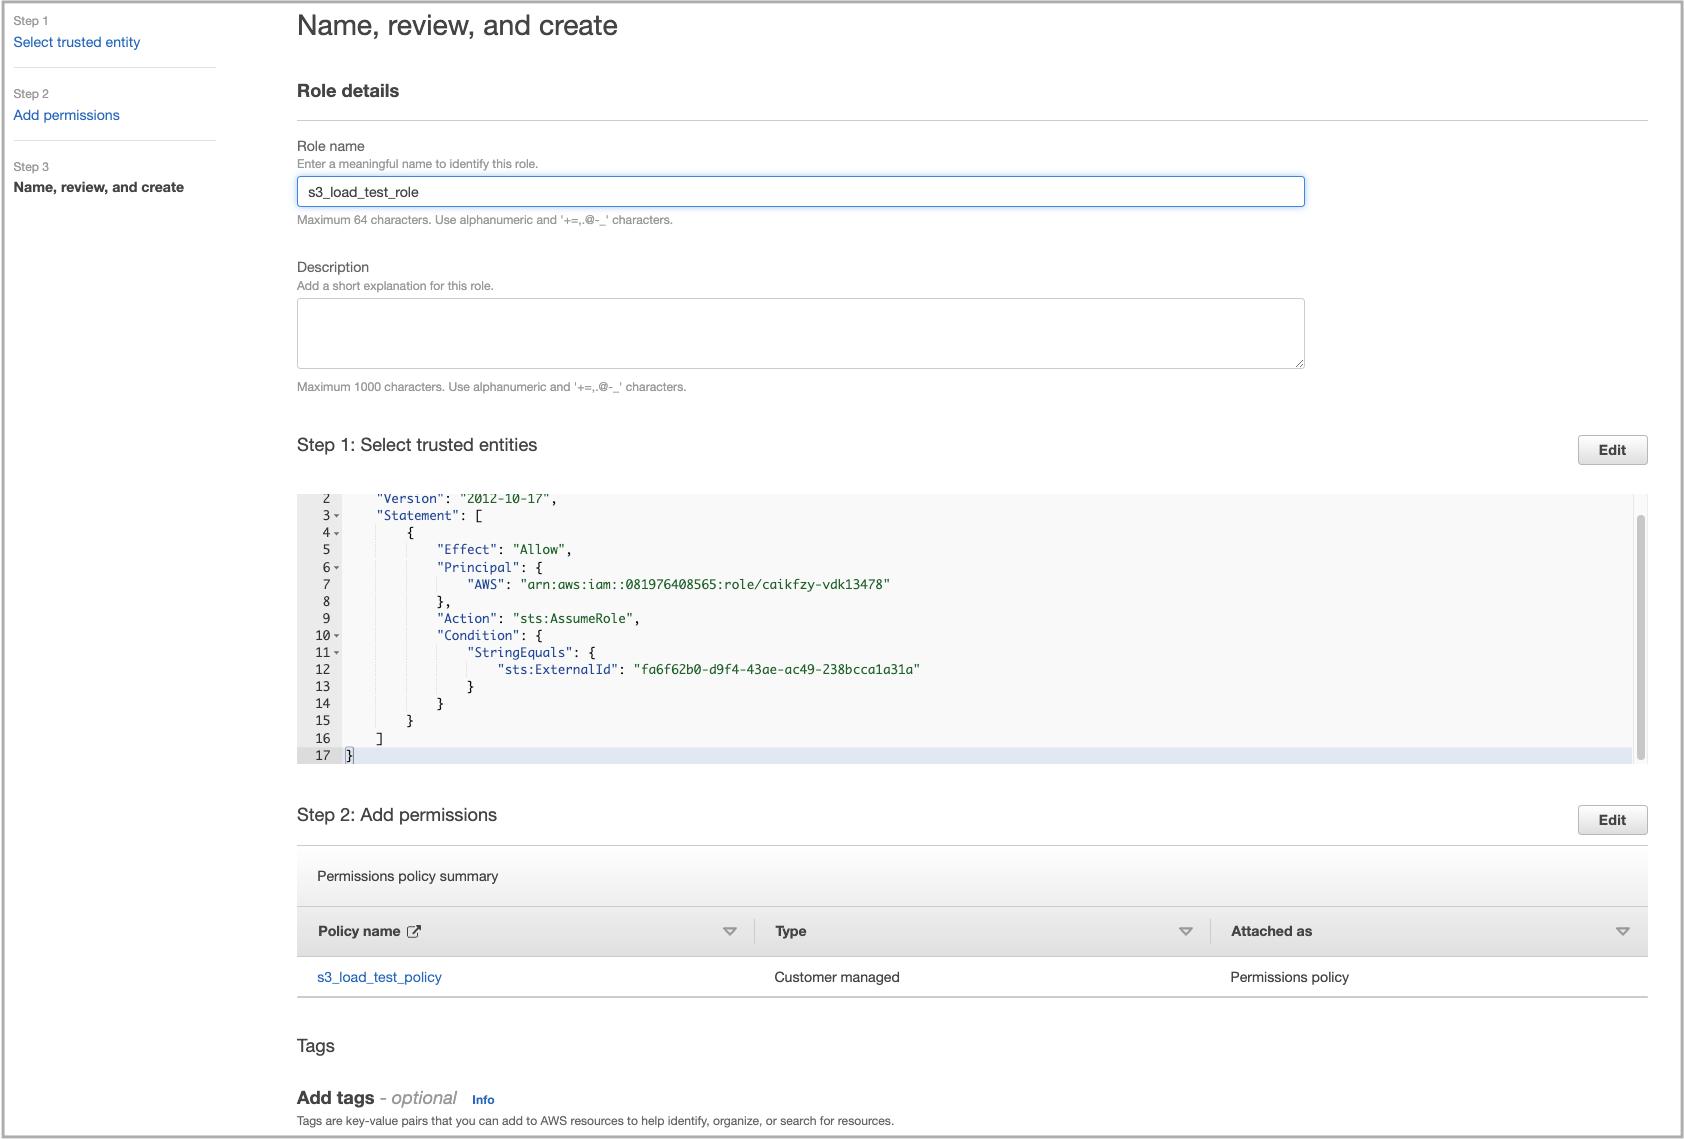 Step 1
Select trusted entity
Step 2
Add permissions
Step 3
Name, review, and create
Name, review, and create
Role details
Role name
Enter a meaningful name to identify this role.
s3_load_test_role
Maximum 64 characters. Use alphanumeric and '+=,.@-_' characters.
Description
Add a short explanation for this role.
Maximum 1000 characters. Use alphanumeric and '+=,.@-_' characters.
Step 1: Select trusted entities
Edit
2 "Version": "2012-10-17",
3 "Statement": [
4 {
5 "Effect": "Allow",
6 "Principal": {
7 "AWS": "arn:aws:iam::081976408565:role/caikfzy-vdk13478"
8 },
9 "Action": "sts:AssumeRole",
10 "Condition": {
11 "StringEquals": {
12 "sts:ExternalId": "fa6f62b0-d9f4-43ae-ac49-238bcca1a31a"
13 }
14 }
15 }
16 ]
17 }
Step 2: Add permissions
Edit
Permissions policy summary
Policy name Type Attached as
s3_load_test_policy Customer managed Permissions policy
Tags
Add tags - optional Info
Tags are key-value pairs that you can add to AWS resources to help identify, organize, or search for resources.